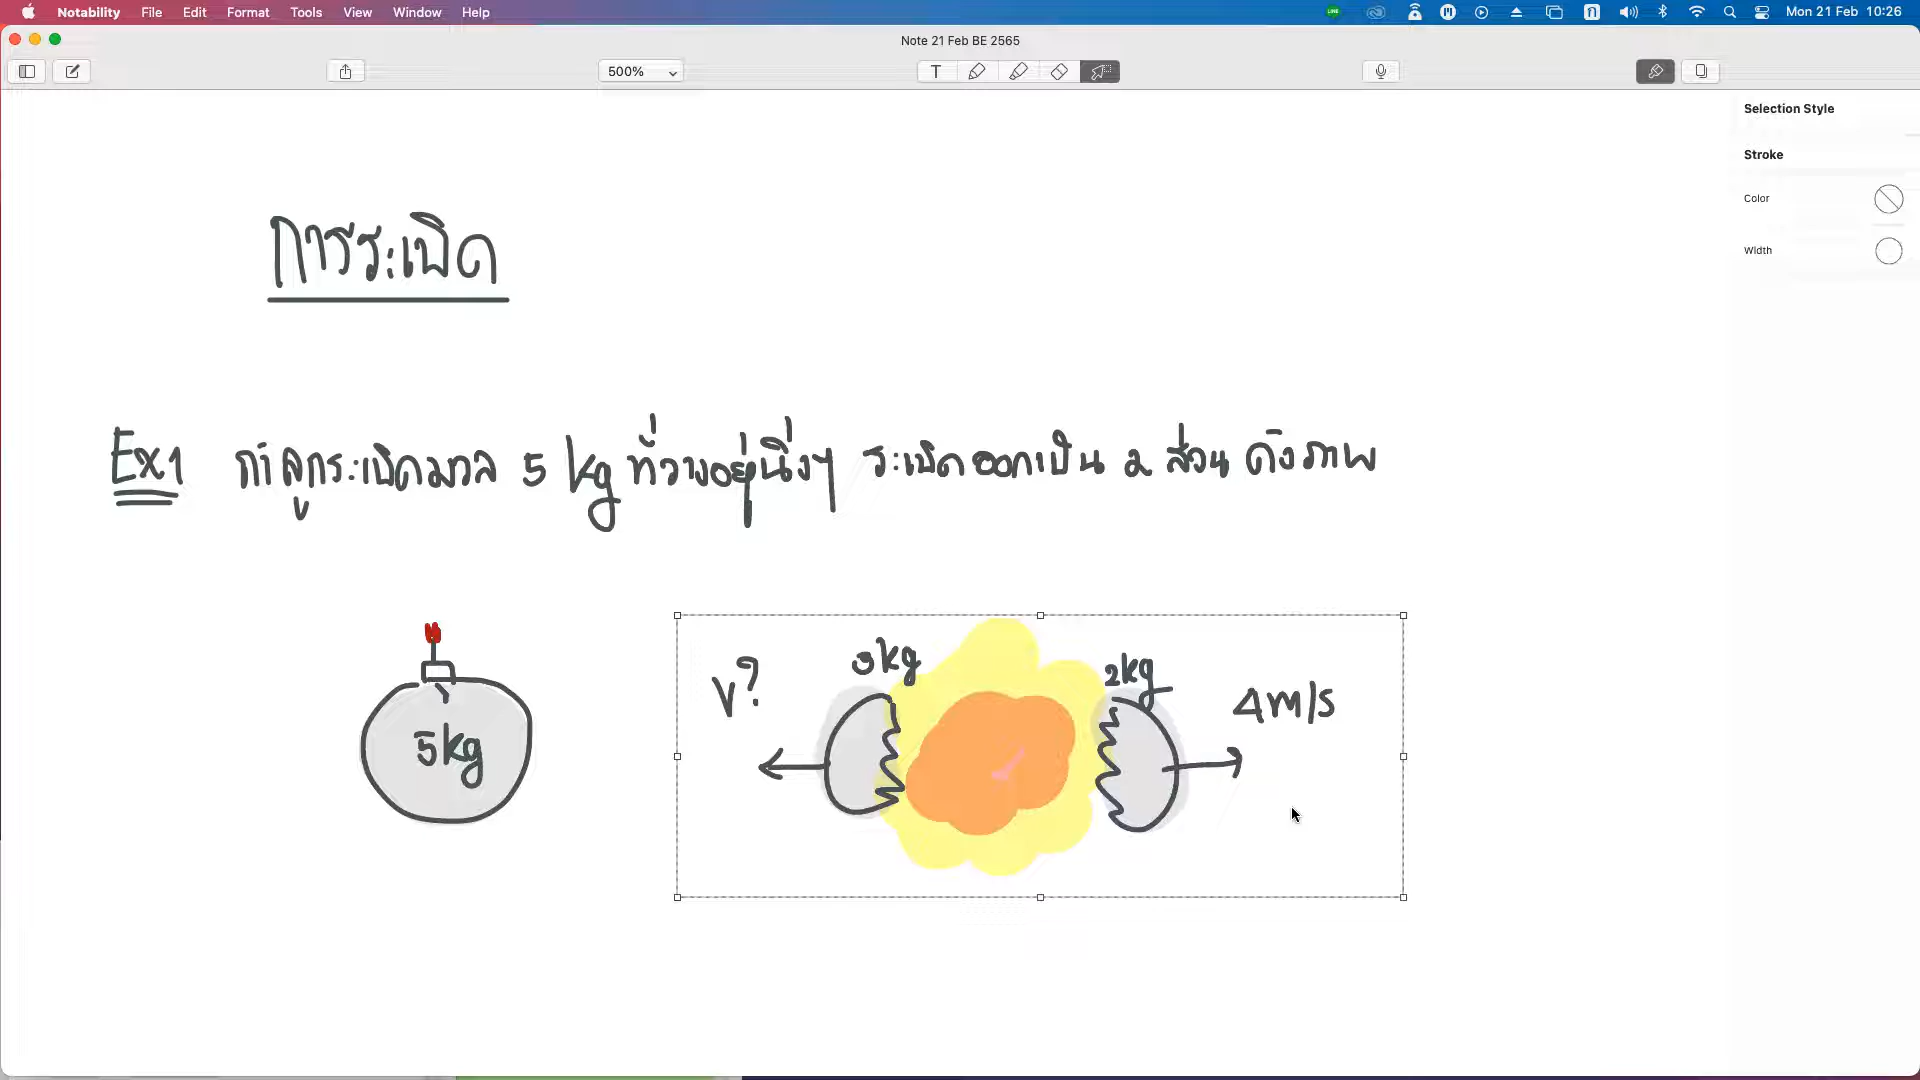 Notability File Edit Format Tools View Window Help
LINE
ก
Mon 21 Feb 10:26
Note 21 Feb BE 2565
500%
T
Selection Style
Stroke
Color
Width
การระเบิด
Ex1 ถ้าลูกระเบิดมวล 5 kg ที่วางอยู่นิ่งๆ ระเบิดออกเป็น 2 ส่วน ดังภาพ
5kg
v?
3kg
2kg
4m/s